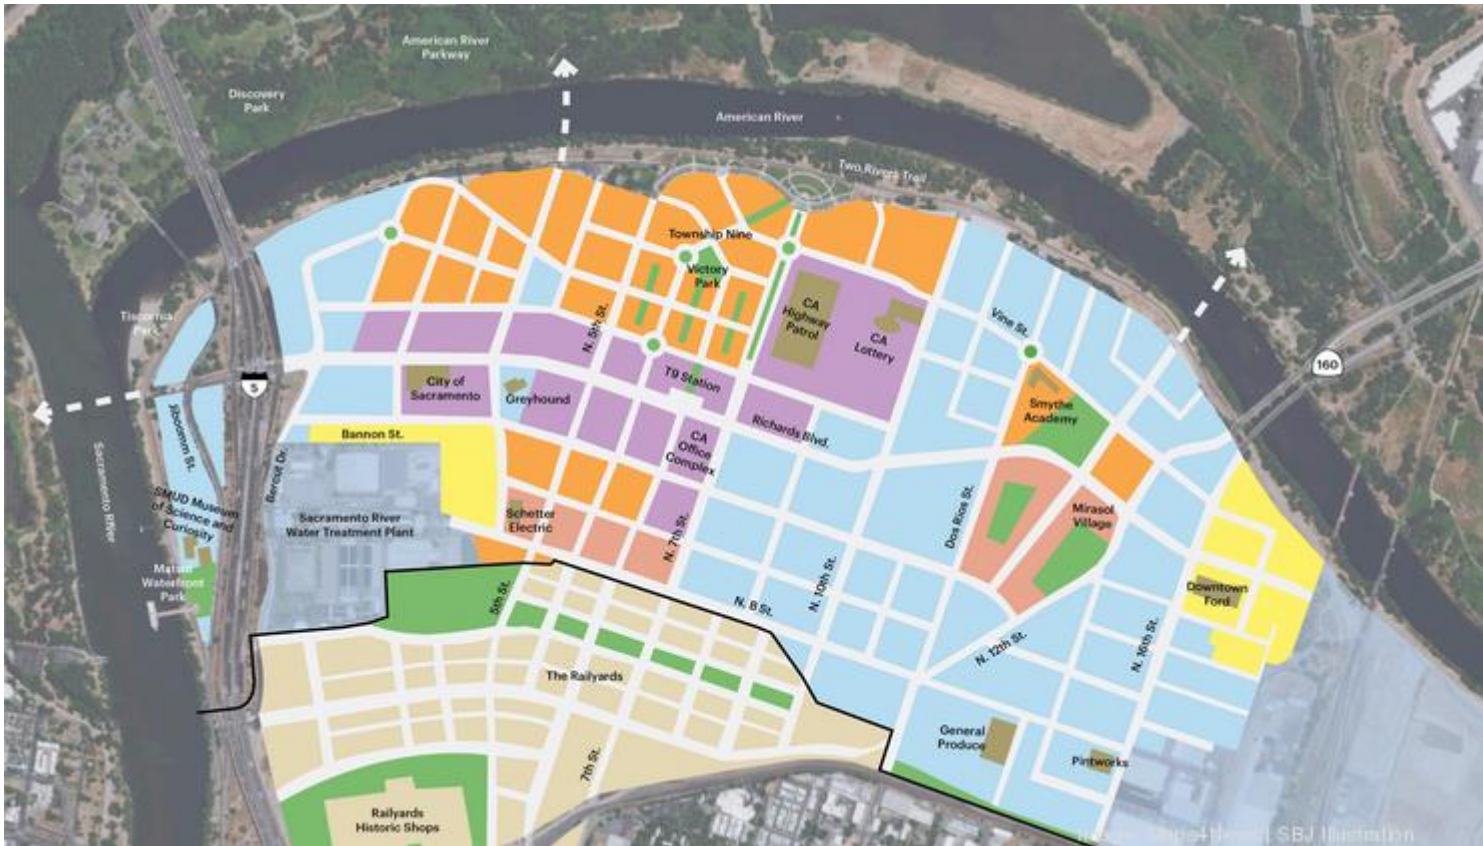 American River
Parkway
Discovery
Park
American River
Two Rivers Trail
Township Nine
Victory
Park
Tiscornia
Park
N. 5th St.
CA
Highway
Patrol
CA
Lottery
Vine St.
160
5
City of
Sacramento
Greyhound
T9 Station
Smythe
Academy
Jiboom St.
Bannon St.
Richards Blvd.
CA
Office
Complex
Sacramento River
Bercut Dr.
SMUD Museum
of Science and
Curiosity
Sacramento River
Water Treatment Plant
Schetter
Electric
N. 7th St.
Dos Rios St.
Mirasol
Village
Matsui
Waterfront
Park
5th St.
N. B St.
N. 10th St.
Downtown
Ford
N. 12th St.
N. 16th St.
The Railyards
General
Produce
Pintworks
7th St.
Railyards
Historic Shops
SBJ Illustration